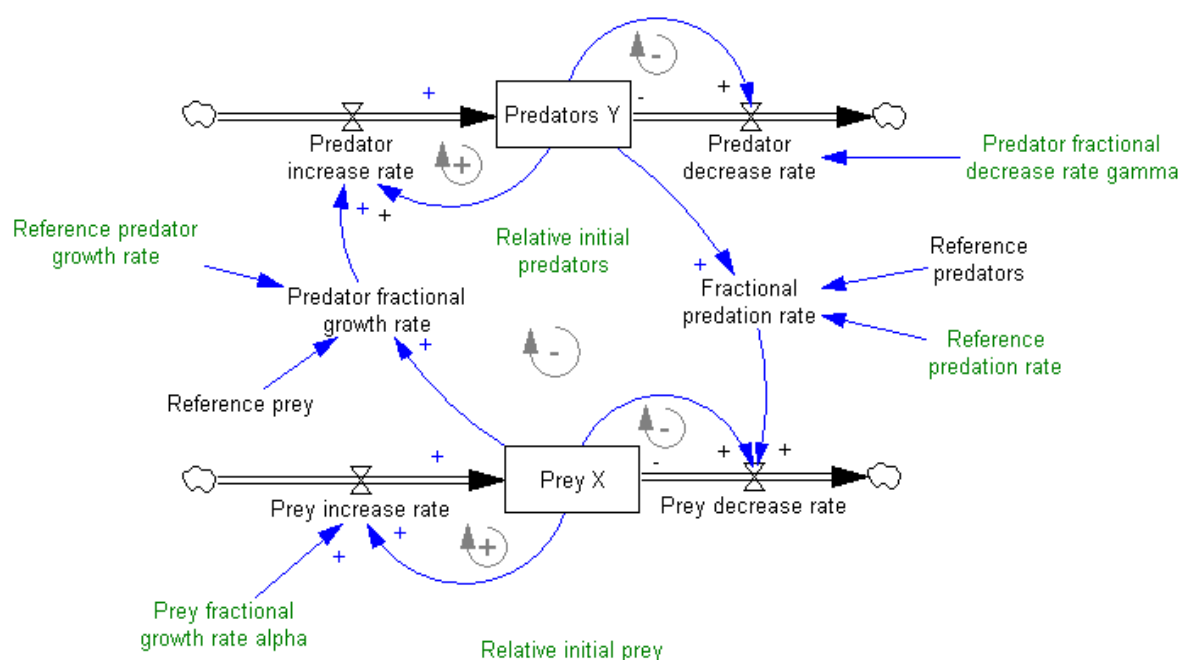 -
+
-
+
Predators Y
Predator
increase rate
+
Predator
decrease rate
Predator fractional
decrease rate gamma
+ +
Reference predator
growth rate
Relative initial
predators
Reference
predators
+
Predator fractional
growth rate
Fractional
predation rate
+
-
Reference
predation rate
Reference prey
-
+
-
+
+
Prey X
Prey increase rate
Prey decrease rate
+
+
+
Prey fractional
growth rate alpha
Relative initial prey